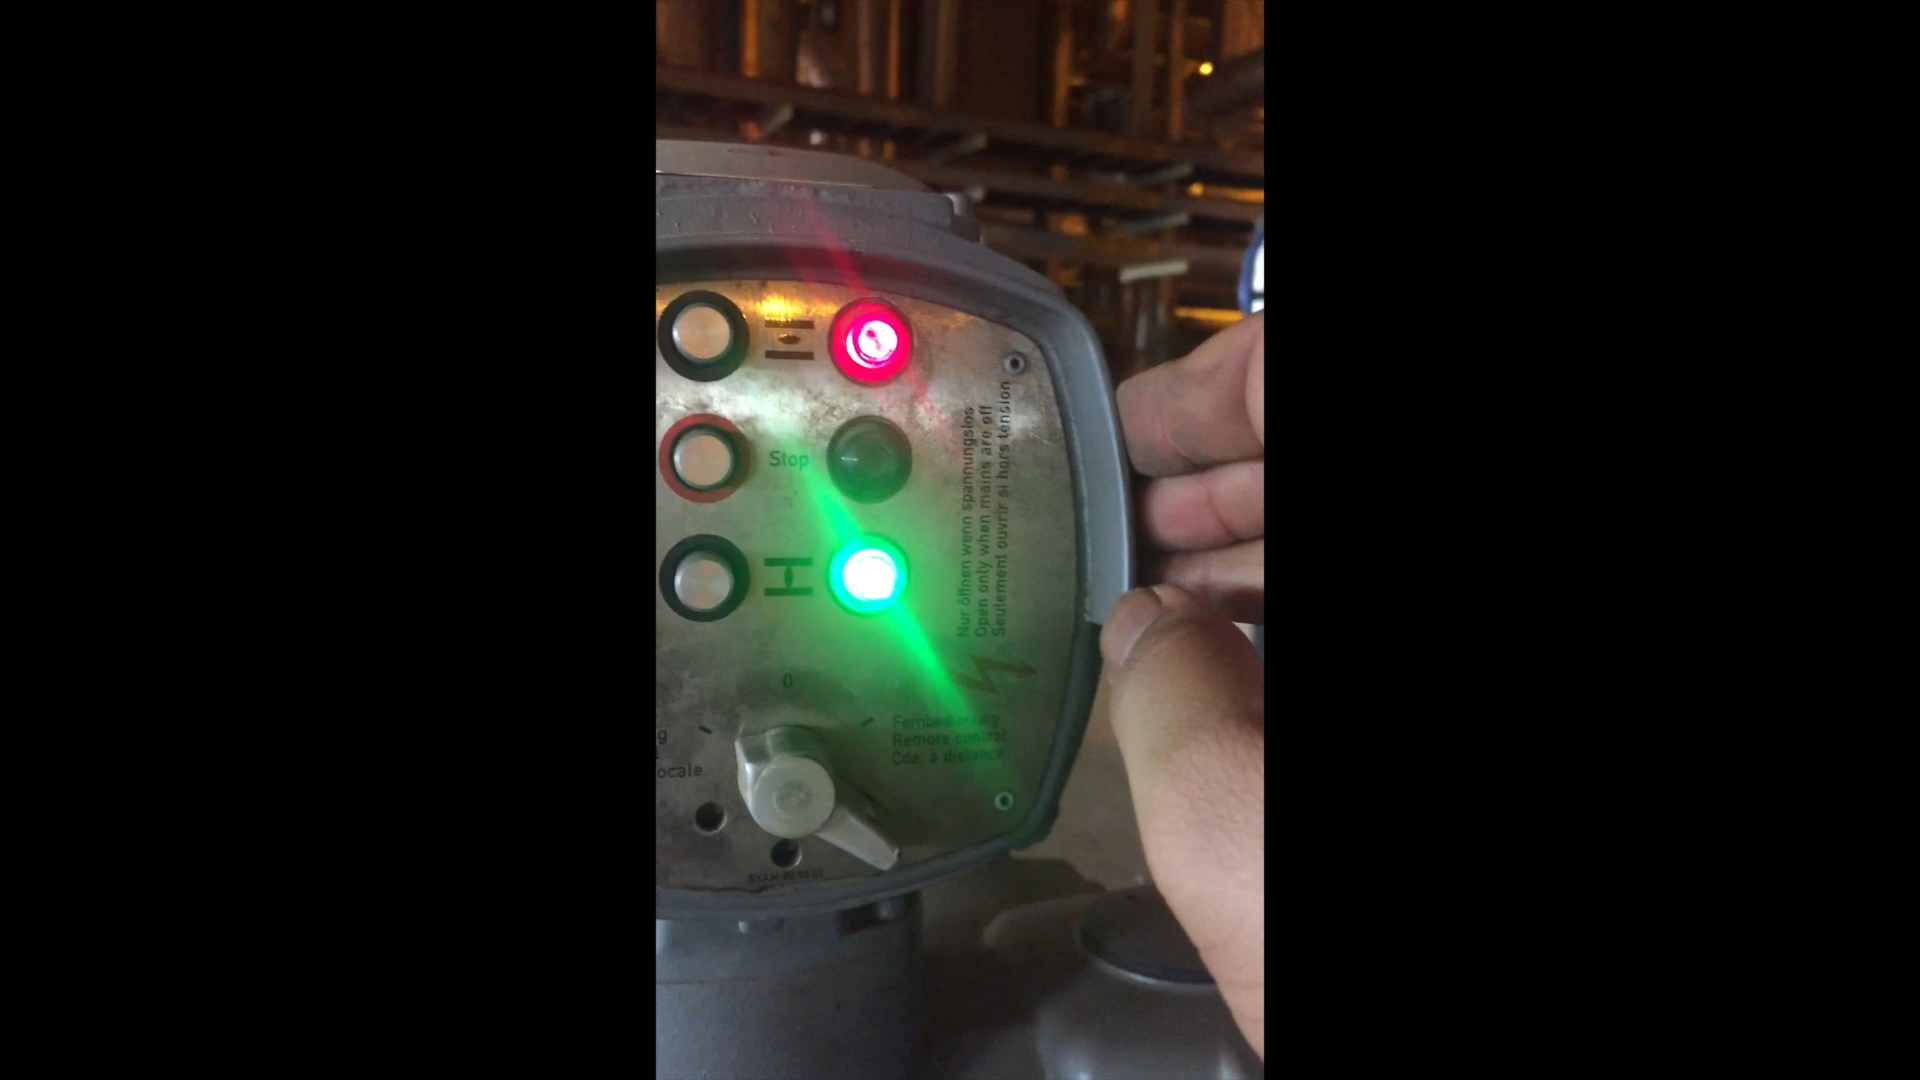 Stop
Nur öffnen wenn spannungslos
Open only when mains are off
Seulement ouvrir si hors tension
0
Fernbedienung
Remote control
Cde. à distance
g
ocale